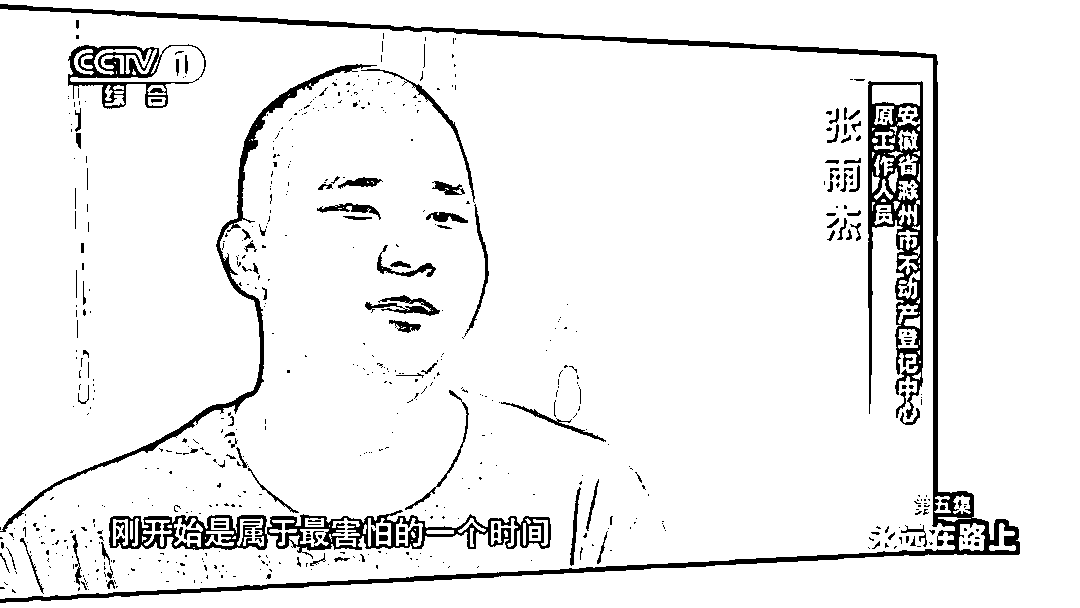 CCTV 1
综合
安徽省滁州市不动产登记中心
原工作人员
张雨杰
刚开始是属于最害怕的一个时间
第五集
永远在路上